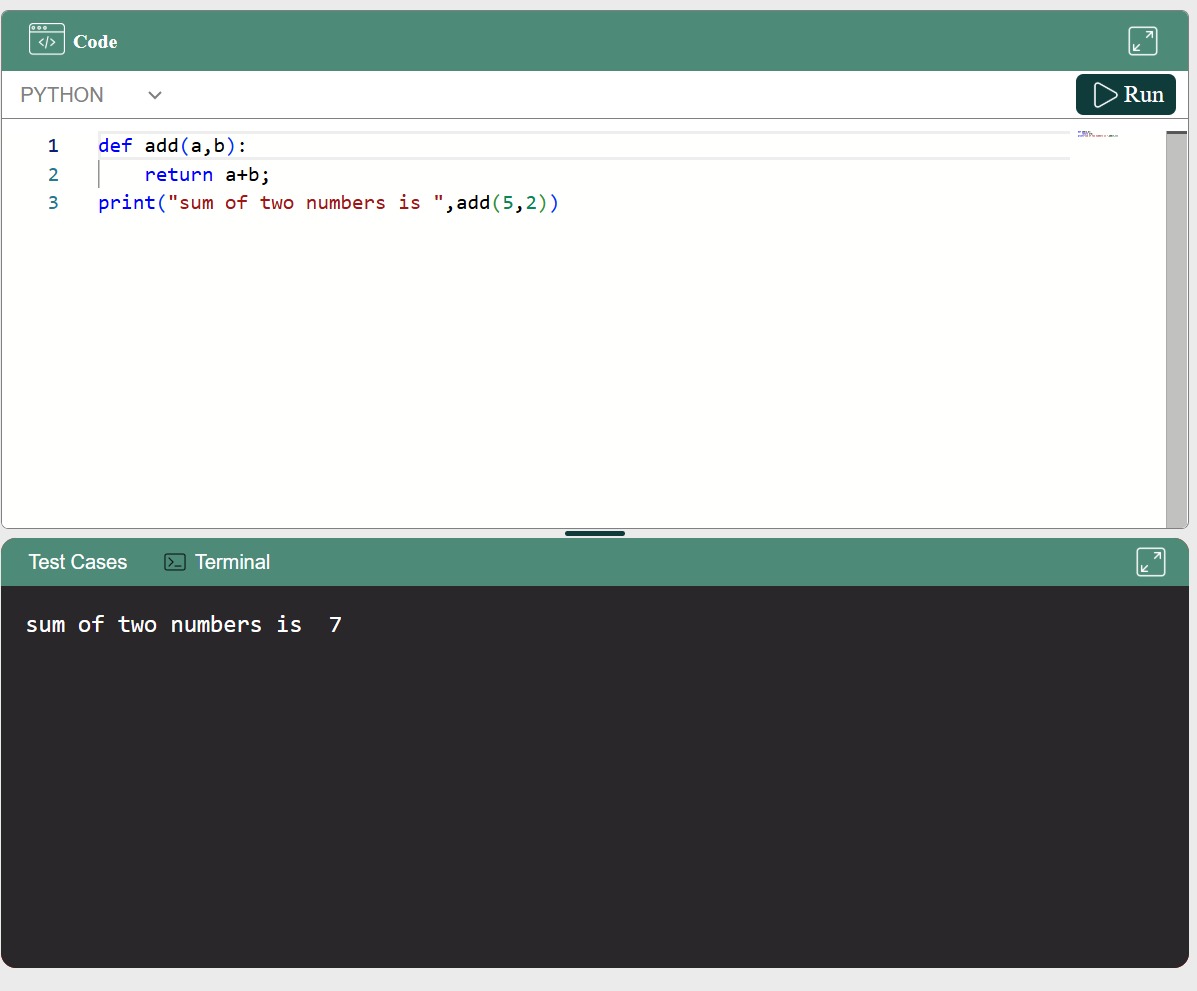 Code
PYTHON
Run
1 def add(a,b):
2     return a+b;
3 print("sum of two numbers is ",add(5,2))
Test Cases Terminal
sum of two numbers is  7